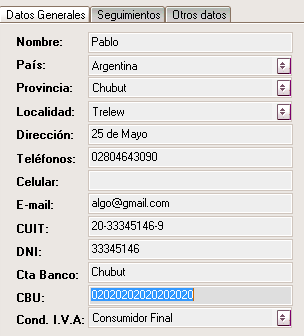 Datos Generales Seguimientos Otros datos
Nombre: Pablo
País: Argentina
Provincia: Chubut
Localidad: Trelew
Dirección: 25 de Mayo
Teléfonos: 02804643090
Celular:
E-mail: algo@gmail.com
CUIT: 20-33345146-9
DNI: 33345146
Cta Banco: Chubut
CBU: 02020202020202020
Cond. I.V.A: Consumidor Final